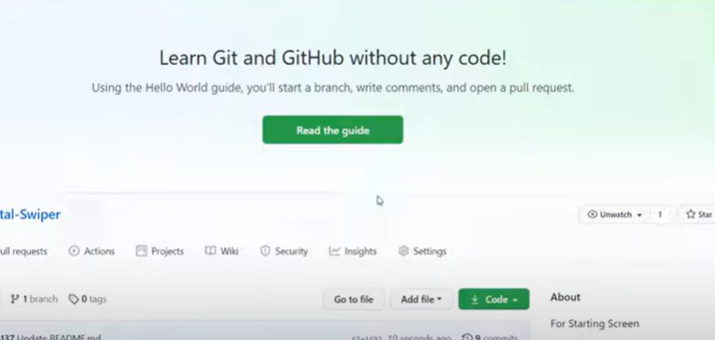 Learn Git and GitHub without any code!
Using the Hello World guide, you'll start a branch, write comments, and open a pull request.
Read the guide
tal-Swiper
Unwatch 1 Star
ull requests Actions Projects Wiki Security Insights Settings
1 branch 0 tags Go to file Add file Code About
For Starting Screen
137 Update README.md 10 seconds ago 9 commits